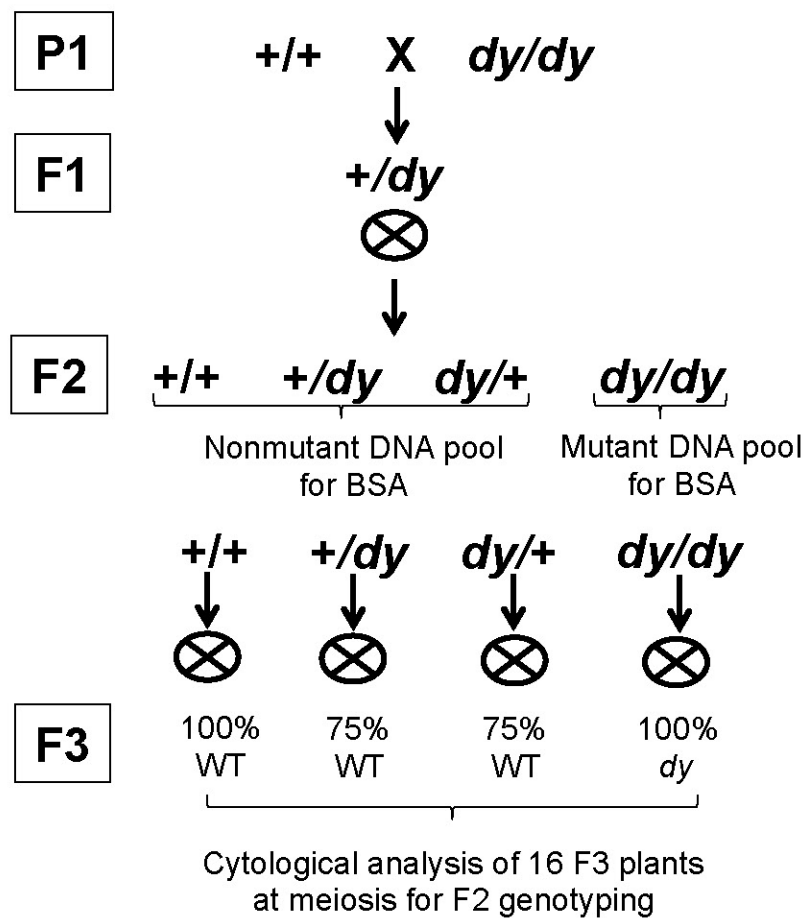 P1 +/+ X dy/dy
F1
+/dy
F2 +/+ +/dy dy/+ dy/dy
Nonmutant DNA pool
for BSA
Mutant DNA pool
for BSA
+/+ +/dy dy/+ dy/dy
F3
100%
WT
75%
WT
75%
WT
100%
dy
Cytological analysis of 16 F3 plants
at meiosis for F2 genotyping